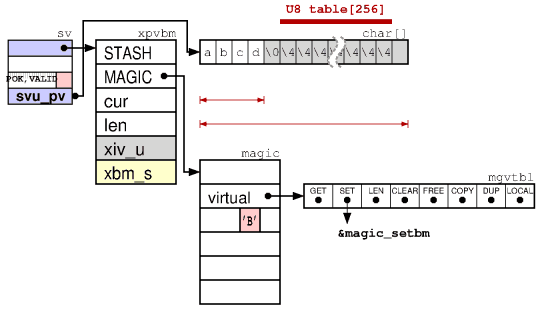 U8 table[256]
sv
xpvbm
char[]
STASH
a b c d \0 \4 \4 \4 \4 \4 \4
MAGIC
POK,VALID
svu_pv
cur
len
xiv_u
magic
xbm_s
mgvtbl
virtual
GET SET LEN CLEAR FREE COPY DUP LOCAL
'B'
&magic_setbm